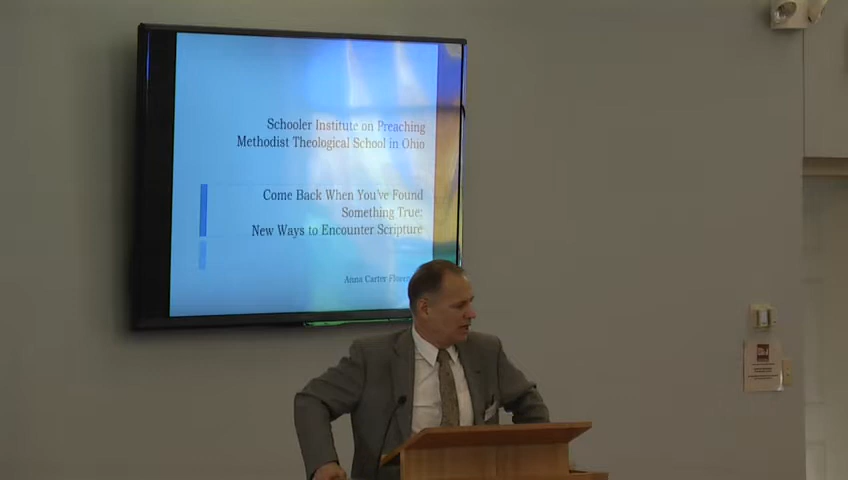 Schooler Institute on Preaching
Methodist Theological School in Ohio
Come Back When You've Found
Something True:
New Ways to Encounter Scripture
Anna Carter